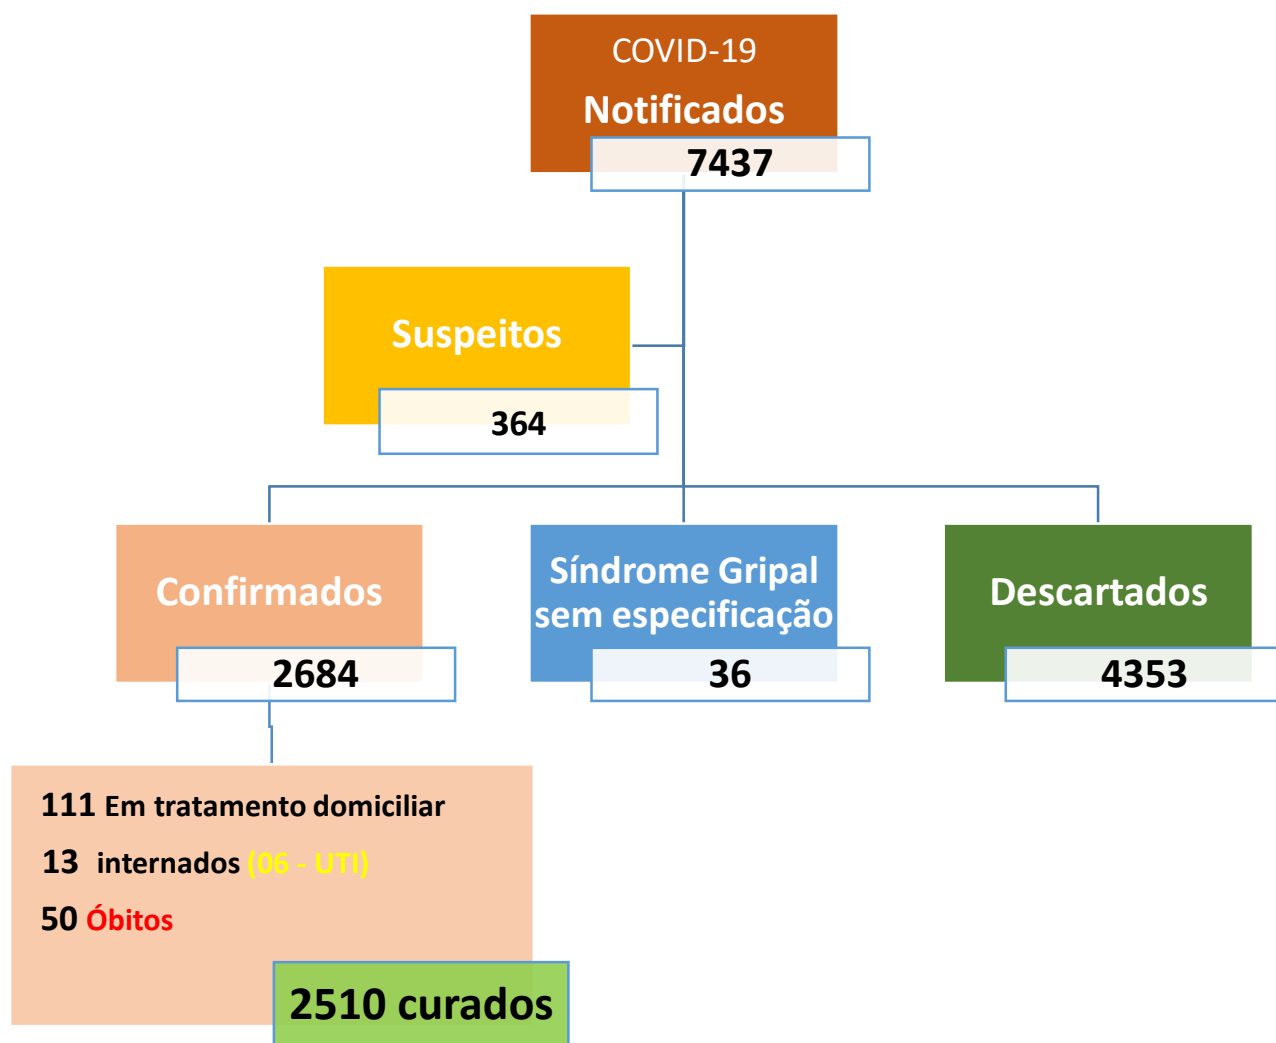 COVID-19
Notificados
7437
Suspeitos
364
Confirmados
2684
Síndrome Gripal
sem especificação
36
Descartados
4353
111 Em tratamento domiciliar
13 internados (06 - UTI)
50 Óbitos
2510 curados